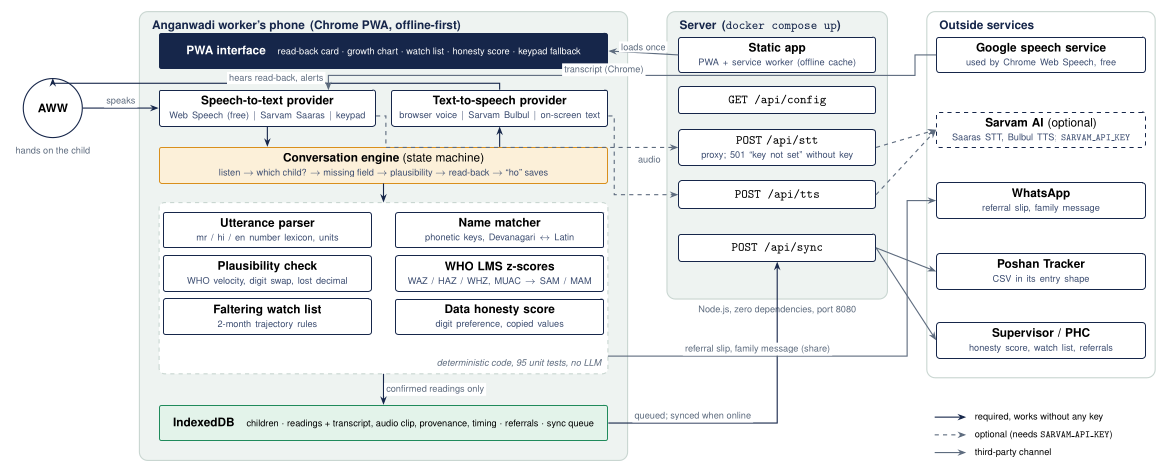 Anganwadi worker's phone (Chrome PWA, offline-first)
PWA interface read-back card · growth chart · watch list · honesty score · keypad fallback
hears read-back, alerts
AWW
speaks
hands on the child
Speech-to-text provider
Web Speech (free) | Sarvam Saaras | keypad
Text-to-speech provider
browser voice | Sarvam Bulbul | on-screen text
Conversation engine (state machine)
listen → which child? → missing field → plausibility → read-back → “ho” saves
Utterance parser
mr / hi / en number lexicon, units
Name matcher
phonetic keys, Devanagari ↔ Latin
Plausibility check
WHO velocity, digit swap, lost decimal
WHO LMS z-scores
WAZ / HAZ / WHZ, MUAC → SAM / MAM
Faltering watch list
2-month trajectory rules
Data honesty score
digit preference, copied values
deterministic code, 95 unit tests, no LLM
confirmed readings only
IndexedDB children · readings + transcript, audio clip, provenance, timing · referrals · sync queue
loads once
transcript (Chrome)
audio
referral slip, family message (share)
queued; synced when online
Server (docker compose up)
Static app
PWA + service worker (offline cache)
GET /api/config
POST /api/stt
proxy; 501 “key not set” without key
POST /api/tts
POST /api/sync
Node.js, zero dependencies, port 8080
Outside services
Google speech service
used by Chrome Web Speech, free
Sarvam AI (optional)
Saaras STT, Bulbul TTS: SARVAM_API_KEY
WhatsApp
referral slip, family message
Poshan Tracker
CSV in its entry shape
Supervisor / PHC
honesty score, watch list, referrals
required, works without any key
optional (needs SARVAM_API_KEY)
third-party channel